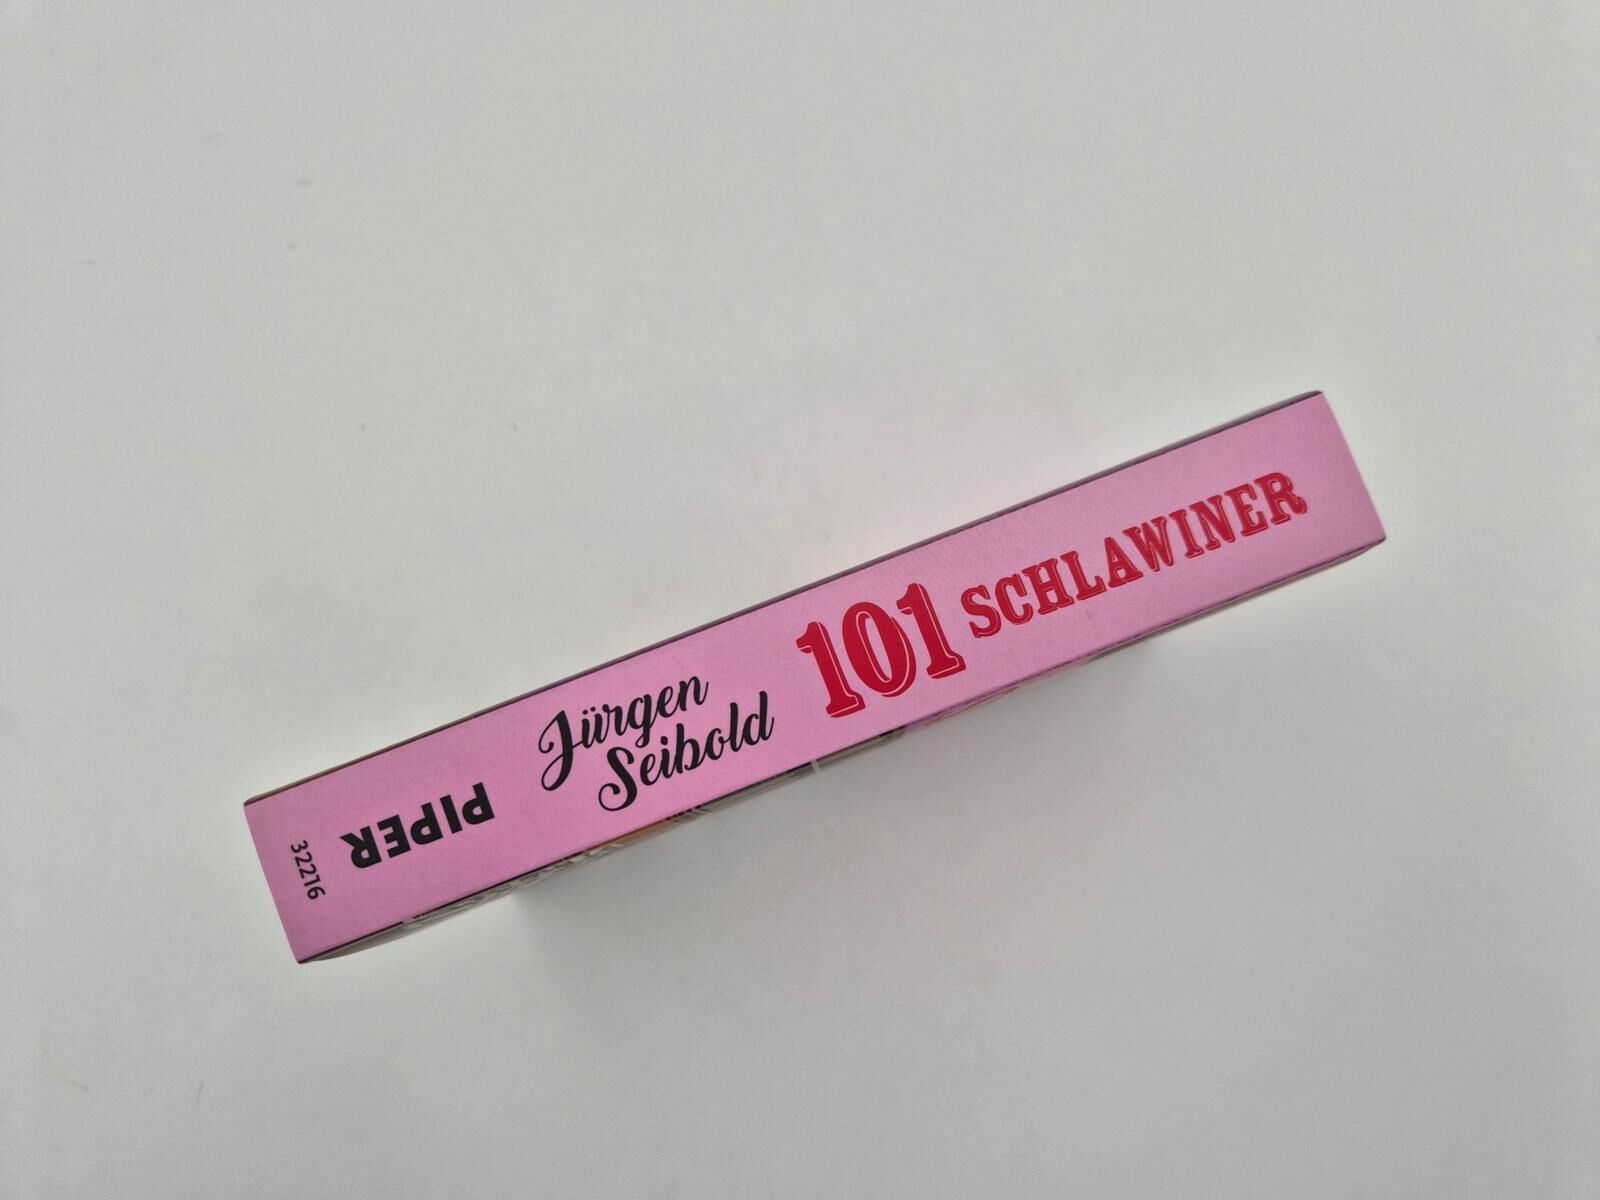 32216
PIPER
Jürgen
Seibold
101 SCHLAWINER